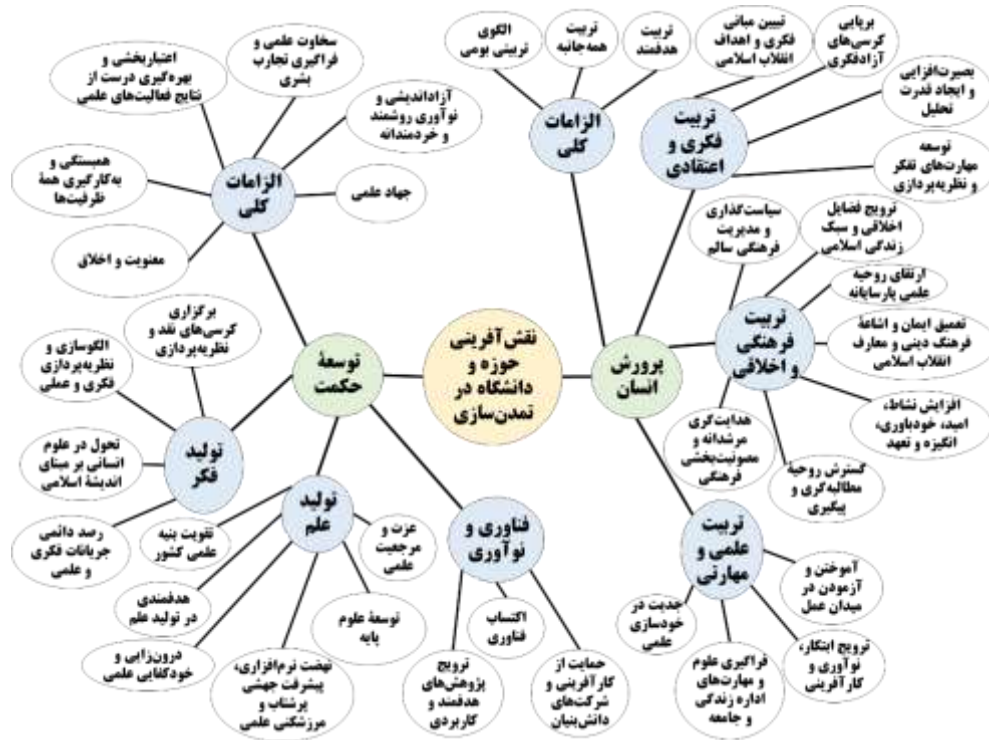 نقش‌آفرینی
حوزه و
دانشگاه در
تمدن‌سازی
پرورش
انسان
الزامات
کلی
تربیت
هدفمند
تربیت
همه‌جانبه
الگوی
تربیتی بومی
تربیت
فکری و
اعتقادی
تبیین مبانی
فکری و اهداف
انقلاب اسلامی
برپایی
کرسی‌های
آزادفکری
بصیرت‌افزایی
و ایجاد قدرت
تحلیل
توسعه
مهارت‌های تفکر
و نظریه‌پردازی
تربیت
فرهنگی
و اخلاقی
سیاست‌گذاری
و مدیریت
فرهنگی سالم
ترویج فضایل
اخلاقی و سبک
زندگی اسلامی
ارتقای روحیه
علمی پارسایانه
تعمیق ایمان و اشاعهٔ
فرهنگ دینی و معارف
انقلاب اسلامی
افزایش نشاط،
امید، خودباوری،
انگیزه و تعهد
گسترش روحیهٔ
مطالبه‌گری و
پیگیری
هدایت‌گری
مرشدانه و
مصونیت‌بخشی
فرهنگی
تربیت
علمی و
مهارتی
آموختن و
آزمودن در
میدان عمل
ترویج ابتکار،
نوآوری و
کارآفرینی
فراگیری علوم
و مهارت‌های
اداره زندگی
و جامعه
جدیت در
خودسازی
علمی
توسعهٔ
حکمت
الزامات
کلی
سخاوت علمی و
فراگیری تجارب
بشری
اعتباربخشی و
بهره‌گیری درست از
نتایج فعالیت‌های علمی
آزاداندیشی و
نوآوری روشمند
و خردمندانه
همبستگی و
به‌کارگیری همهٔ
ظرفیت‌ها
جهاد علمی
معنویت و اخلاق
تولید
فکر
برگزاری
کرسی‌های نقد و
نظریه‌پردازی
الگوسازی و
نظریه‌پردازی
فکری و عملی
تحول در علوم
انسانی بر مبنای
اندیشهٔ اسلامی
رصد دائمی
جریانات فکری
و علمی
تولید
علم
تقویت بنیه
علمی کشور
هدفمندی
در تولید علم
درون‌زایی و
خودکفایی علمی
نهضت نرم‌افزاری،
پیشرفت جهشی
پرشتاب و
مرزشکنی علمی
توسعهٔ علوم
پایه
عزت و
مرجعیت
علمی
فناوری و
نوآوری
ترویج
پژوهش‌های
هدفمند و
کاربردی
اکتساب
فناوری
حمایت از
کارآفرینی و
شرکت‌های
دانش‌بنیان